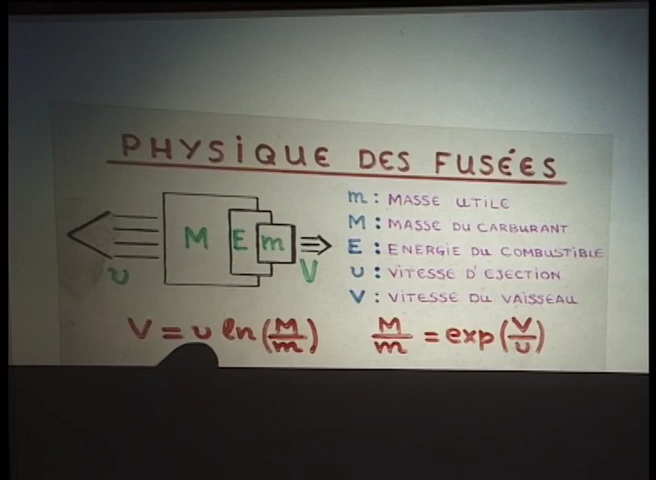 PHYSIQUE DES FUSÉES
m : MASSE UTILE
M : MASSE DU CARBURANT
E : ENERGIE DU COMBUSTIBLE
υ : VITESSE D'EJECTION
V : VITESSE DU VAISSEAU
M E m
υ V
V = υ ln(M/m) M/m = exp(V/υ)